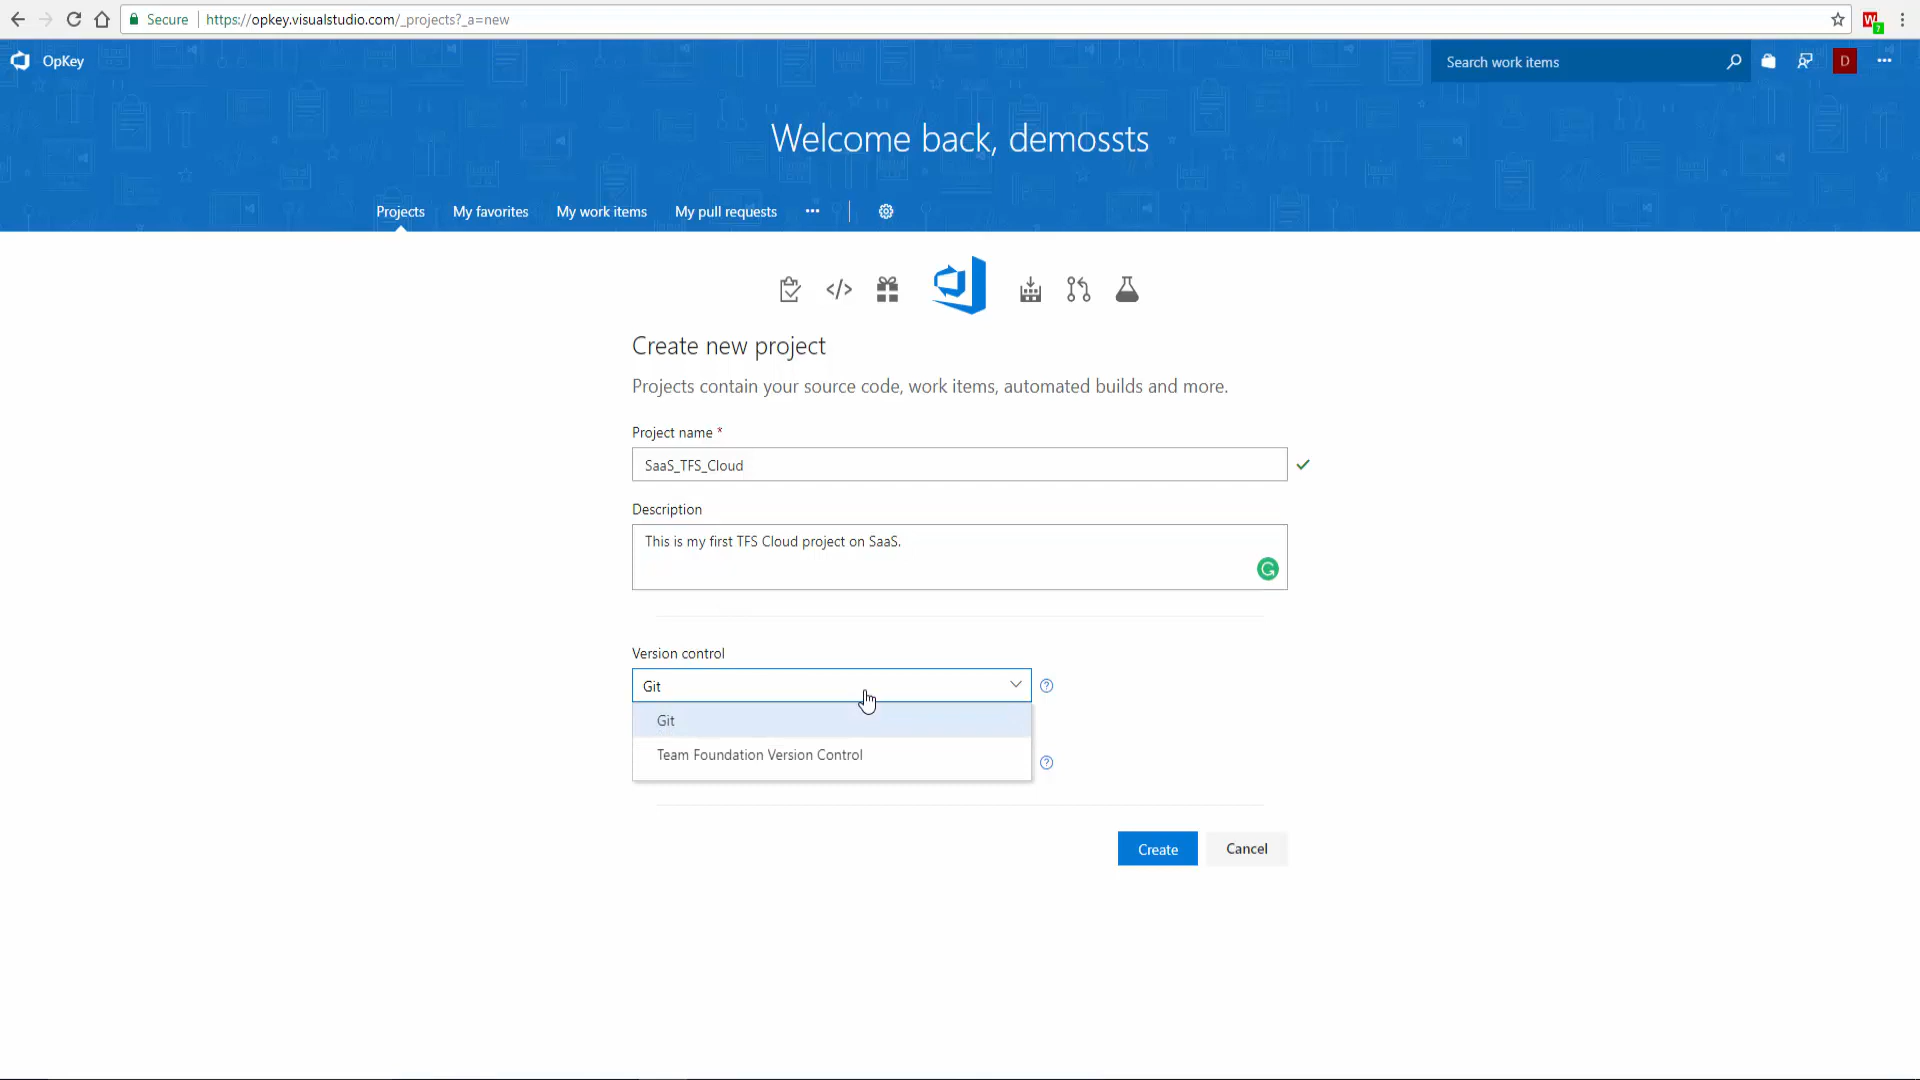 Secure https://opkey.visualstudio.com/_projects?_a=new
W 7
OpKey
Search work items
D
Welcome back, demossts
Projects My favorites My work items My pull requests
</>
Create new project
Projects contain your source code, work items, automated builds and more.
Project name *
SaaS_TFS_Cloud
Description
This is my first TFS Cloud project on SaaS.
Version control
Git
Git
Team Foundation Version Control
Create Cancel